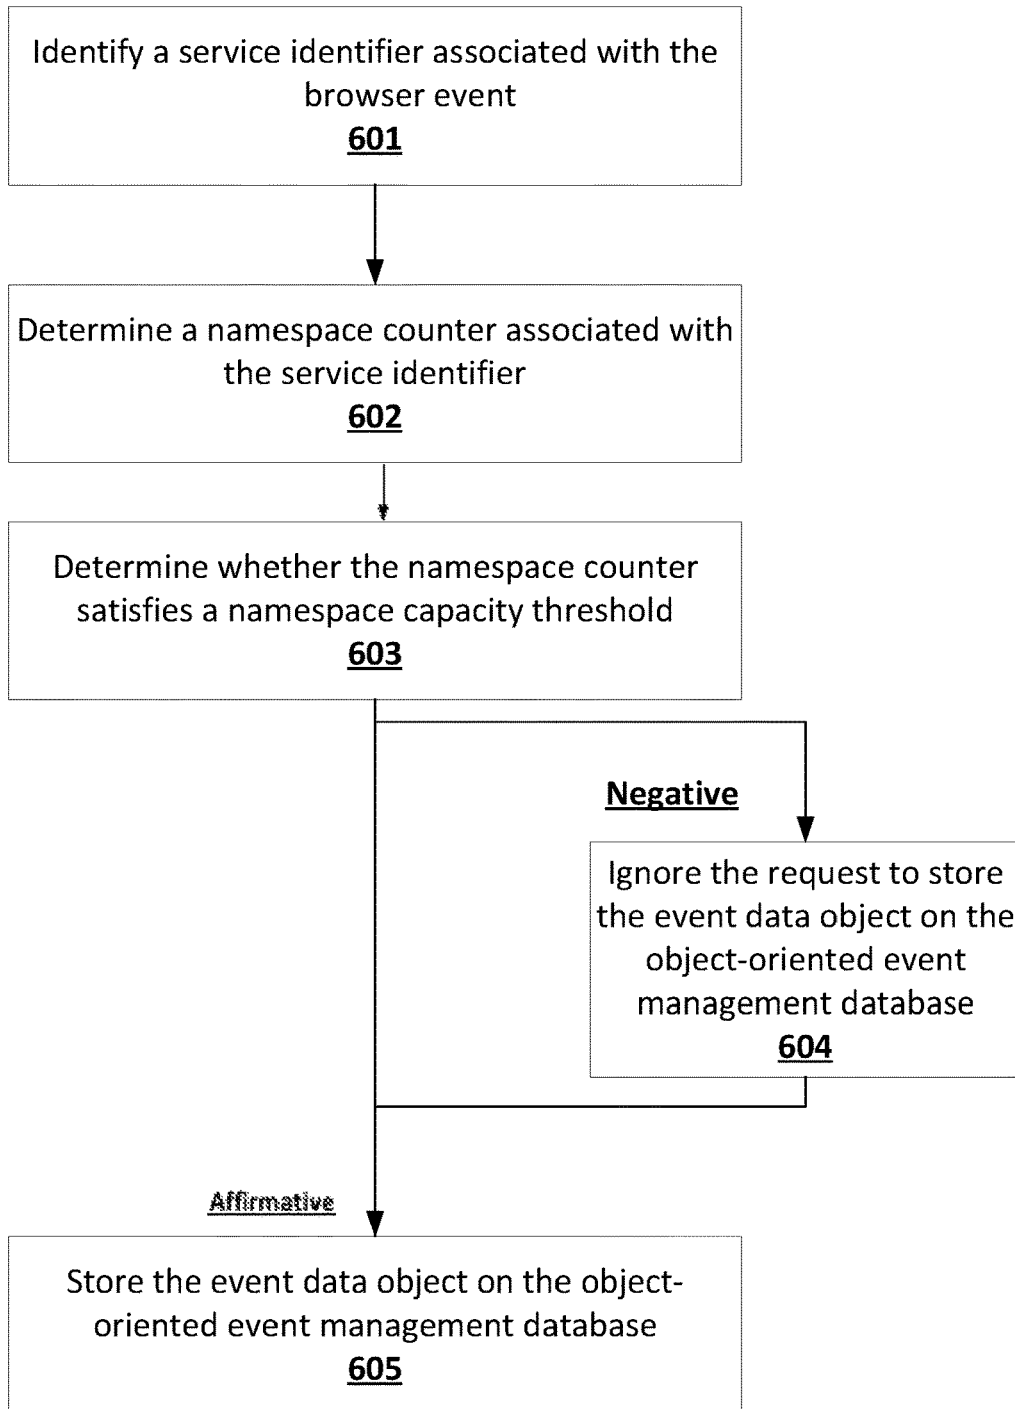 Identify a service identifier associated with the
browser event
601
Determine a namespace counter associated with
the service identifier
602
Determine whether the namespace counter
satisfies a namespace capacity threshold
603
Negative
Ignore the request to store
the event data object on the
object-oriented event
management database
604
Affirmative
Store the event data object on the object-
oriented event management database
605